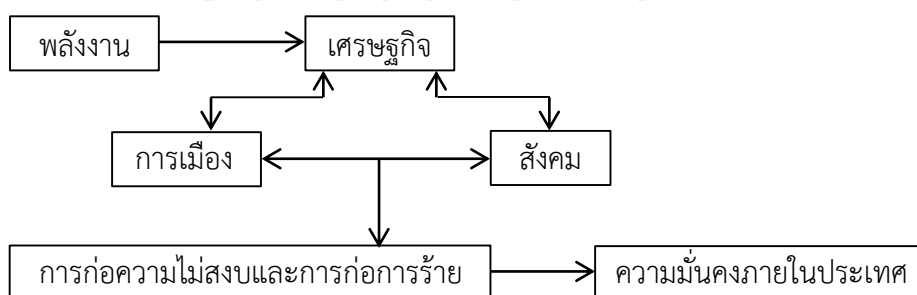 พลังงาน
เศรษฐกิจ
การเมือง
สังคม
การก่อความไม่สงบและการก่อการร้าย
ความมั่นคงภายในประเทศ